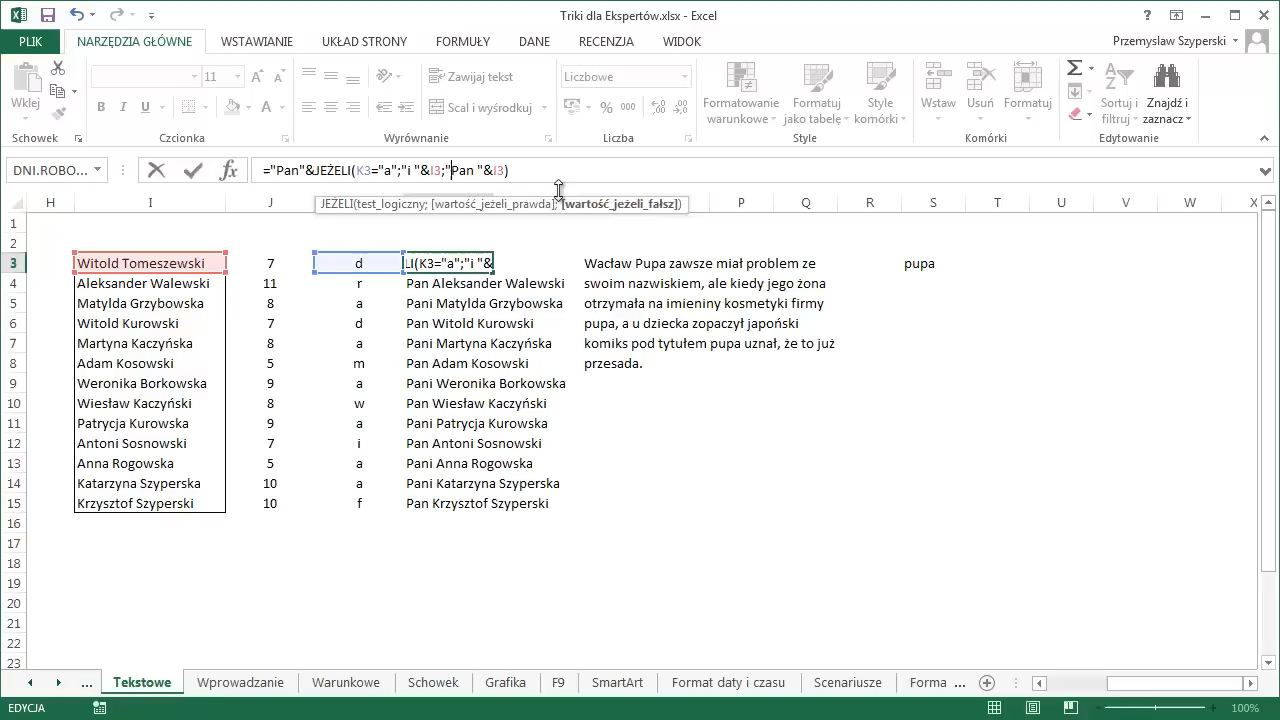 Triki dla Ekspertów.xlsx - Excel
PLIK NARZĘDZIA GŁÓWNE WSTAWIANIE UKŁAD STRONY FORMUŁY DANE RECENZJA WIDOK Przemyslaw Szyperski
Wklej
11
Zawijaj tekst
Scal i wyśrodkuj
Liczbowe
% 000
Formatowanie warunkowe
Formatuj jako tabelę
Style komórki
Wstaw Usuń Formatuj
Sortuj i filtruj
Znajdź i zaznacz
Schowek Czcionka Wyrównanie Liczba Style Komórki Edytowanie
DNI.ROBO... ="Pan"&JEŻELI(K3="a";"i "&I3;"Pan "&I3)
JEŻELI(test_logiczny; [wartość_jeżeli_prawda]; [wartość_jeżeli_fałsz])
H I J O P Q R S T U V W X
1
2
3 Witold Tomeszewski 7 d LI(K3="a";"i "& Wacław Pupa zawsze miał problem ze pupa
4 Aleksander Walewski 11 r Pan Aleksander Walewski swoim nazwiskiem, ale kiedy jego żona
5 Matylda Grzybowska 8 a Pani Matylda Grzybowska otrzymała na imieniny kosmetyki firmy
6 Witold Kurowski 7 d Pan Witold Kurowski pupa, a u dziecka zopaczył japoński
7 Martyna Kaczyńska 8 a Pani Martyna Kaczyńska komiks pod tytułem pupa uznał, że to już
8 Adam Kosowski 5 m Pan Adam Kosowski przesada.
9 Weronika Borkowska 9 a Pani Weronika Borkowska
10 Wiesław Kaczyński 8 w Pan Wiesław Kaczyński
11 Patrycja Kurowska 9 a Pani Patrycja Kurowska
12 Antoni Sosnowski 7 i Pan Antoni Sosnowski
13 Anna Rogowska 5 a Pani Anna Rogowska
14 Katarzyna Szyperska 10 a Pani Katarzyna Szyperska
15 Krzysztof Szyperski 10 f Pan Krzysztof Szyperski
16
17
18
19
20
21
22
23
... Tekstowe Wprowadzanie Warunkowe Schowek Grafika F9 SmartArt Format daty i czasu Scenariusze Forma ...
EDYCJA 100%